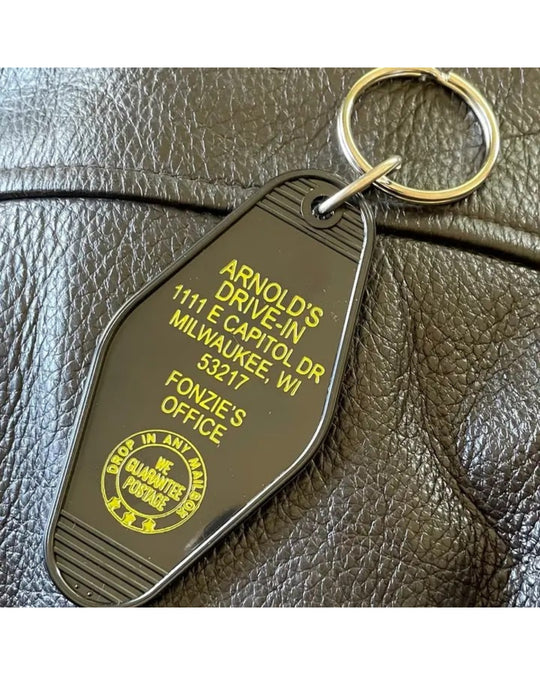 ARNOLD'S
DRIVE-IN
1111 E CAPITOL DR
MILWAUKEE, WI
53217
FONZIE'S
OFFICE
DROP IN ANY MAILBOX
WE
GUARANTEE
POSTAGE